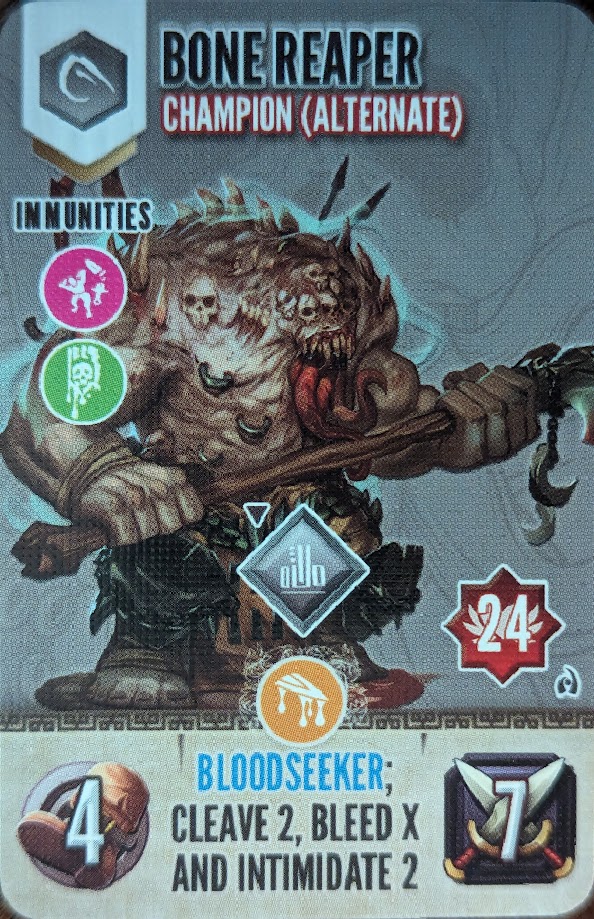 BONE REAPER
CHAMPION (ALTERNATE)
IMMUNITIES
24
4
BLOODSEEKER;
CLEAVE 2, BLEED X
AND INTIMIDATE 2
7